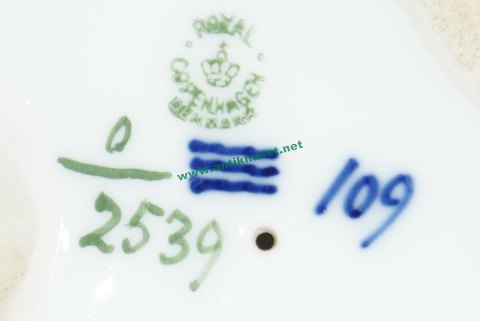 ROYAL
COPENHAGEN
DENMARK
0
www.antikhuset.net
109
2539